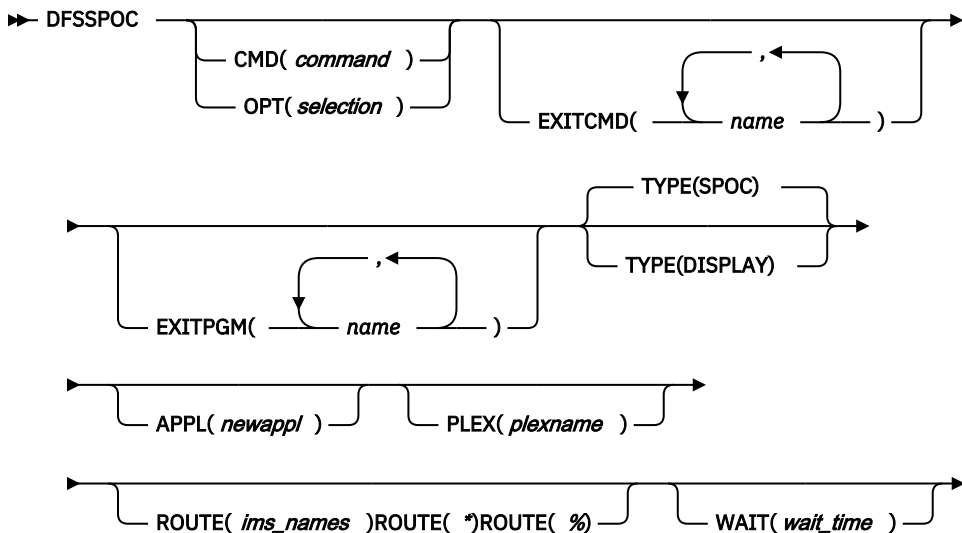 DFSSPOC
CMD( command )
OPT( selection )
EXITCMD( name , )
EXITPGM( name , )
TYPE(SPOC)
TYPE(DISPLAY)
APPL( newappl )
PLEX( plexname )
ROUTE( ims_names )ROUTE( *)ROUTE( %)
WAIT( wait_time )